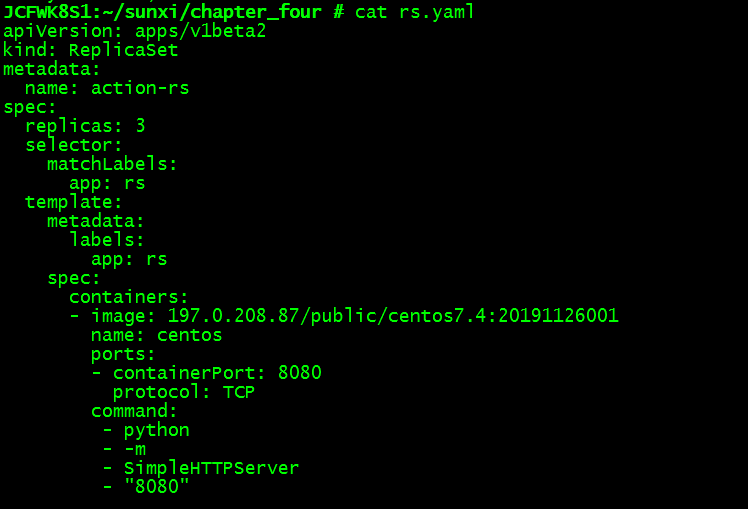 JCFWK8S1:~/sunxi/chapter_four # cat rs.yaml
apiVersion: apps/v1beta2
kind: ReplicaSet
metadata:
  name: action-rs
spec:
  replicas: 3
  selector:
    matchLabels:
      app: rs
  template:
    metadata:
      labels:
        app: rs
    spec:
      containers:
      - image: 197.0.208.87/public/centos7.4:20191126001
        name: centos
        ports:
        - containerPort: 8080
          protocol: TCP
        command:
         - python
         - -m
         - SimpleHTTPServer
         - "8080"